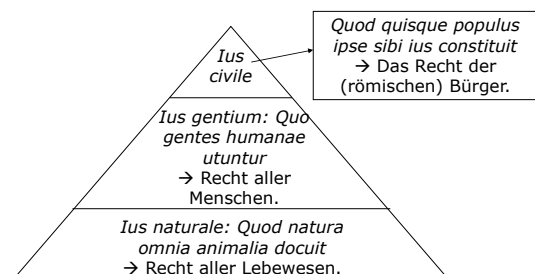 Ius
civile
Quod quisque populus
ipse sibi ius constituit
→ Das Recht der
(römischen) Bürger.
Ius gentium: Quo
gentes humanae
utuntur
→ Recht aller
Menschen.
Ius naturale: Quod natura
omnia animalia docuit
→ Recht aller Lebewesen.